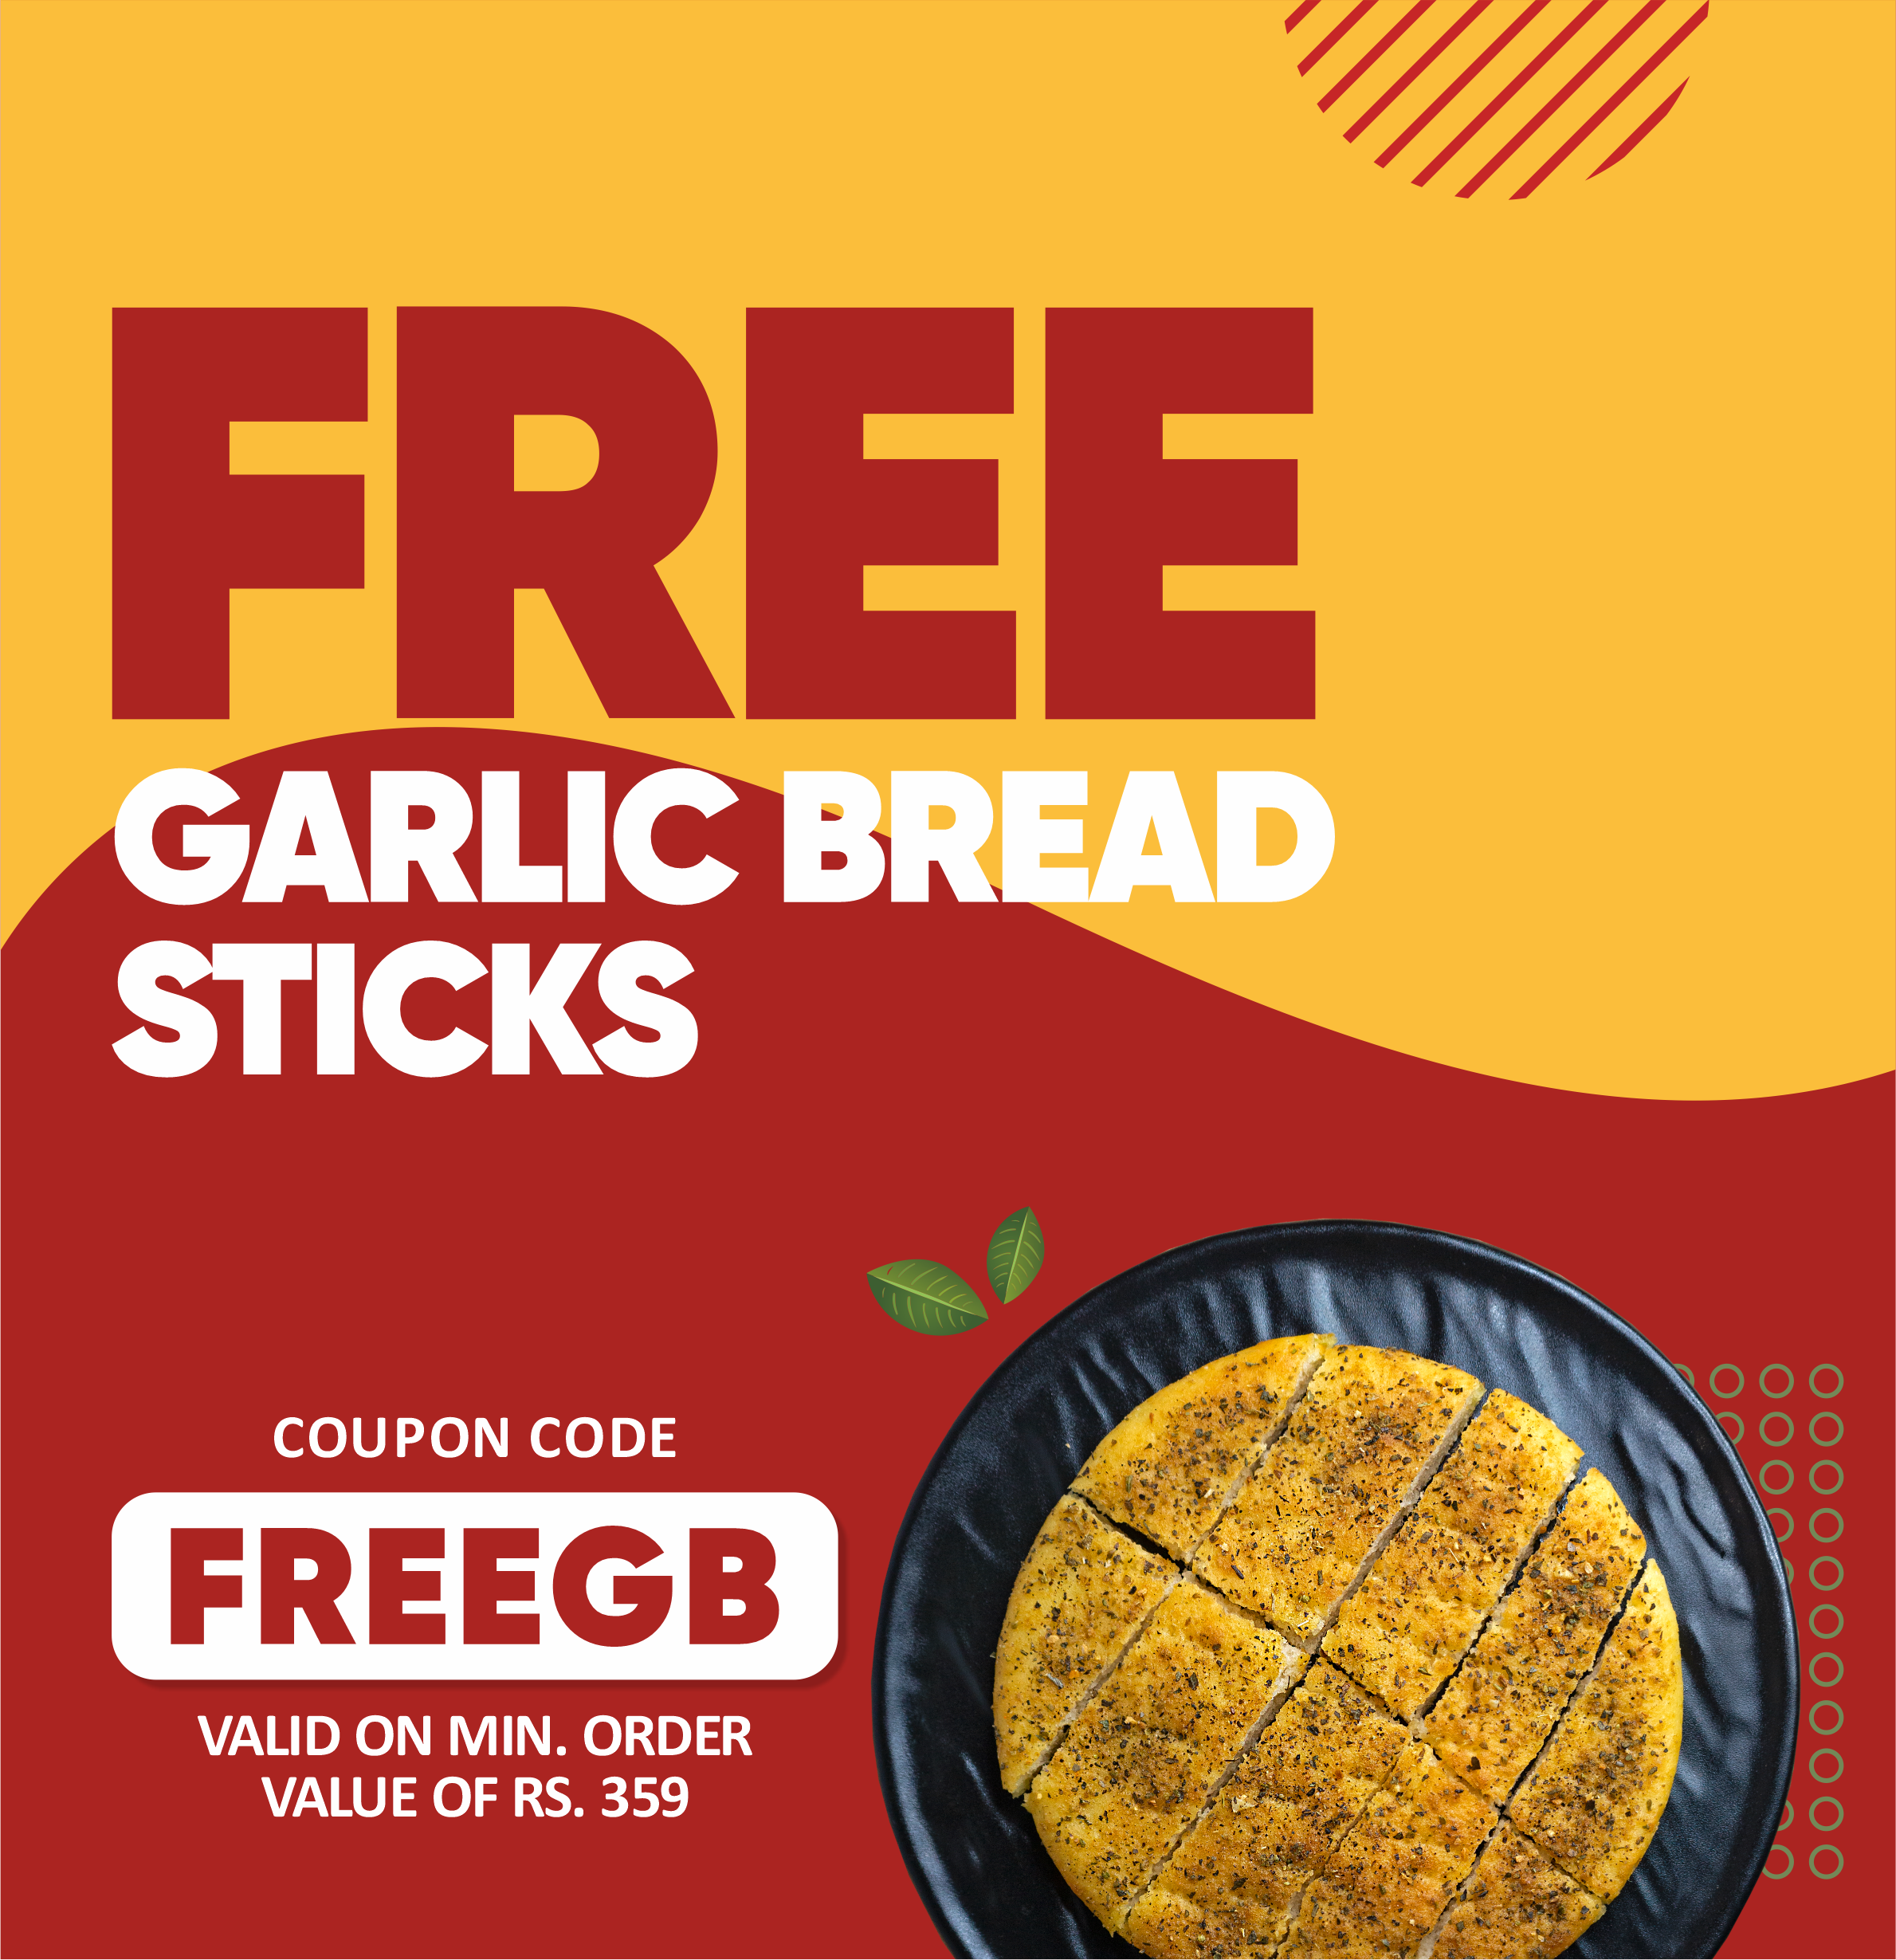 FREE
GARLIC BREAD
STICKS
COUPON CODE
FREEGB
VALID ON MIN. ORDER
VALUE OF RS. 359